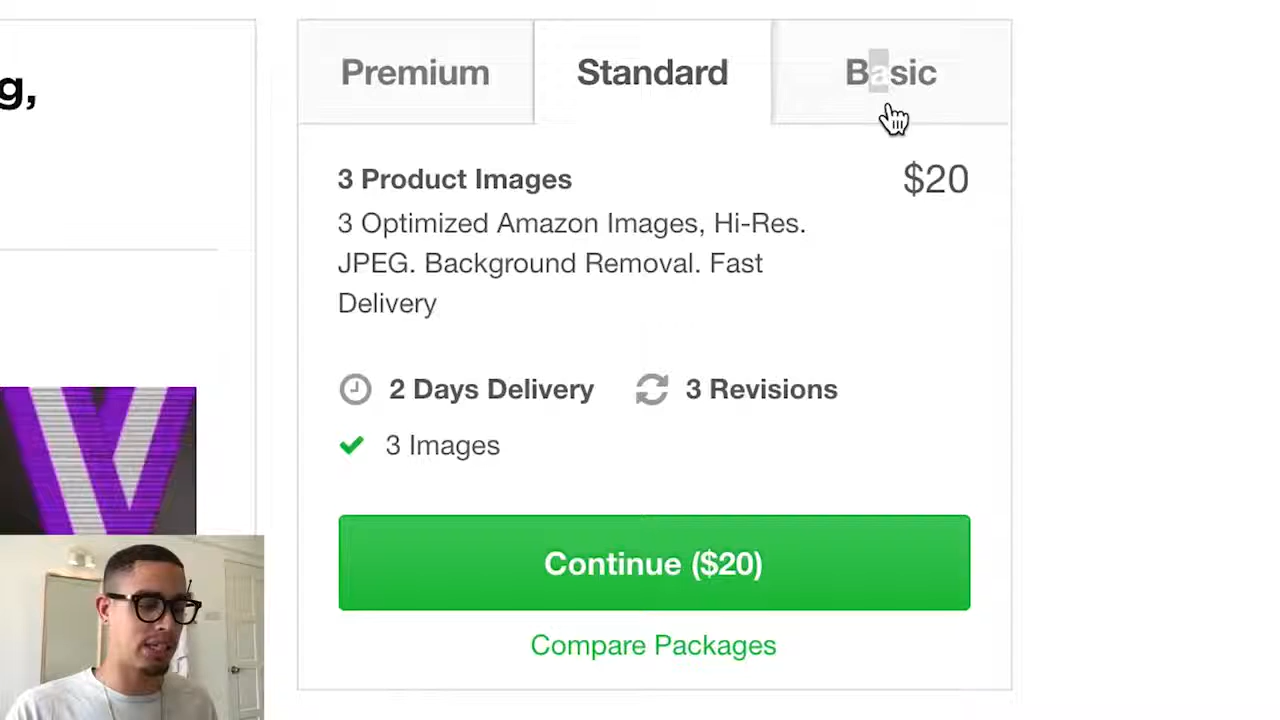 g,
Premium
Standard
Basic
3 Product Images
$20
3 Optimized Amazon Images, Hi-Res.
JPEG. Background Removal. Fast
Delivery
2 Days Delivery
3 Revisions
3 Images
Continue ($20)
Compare Packages